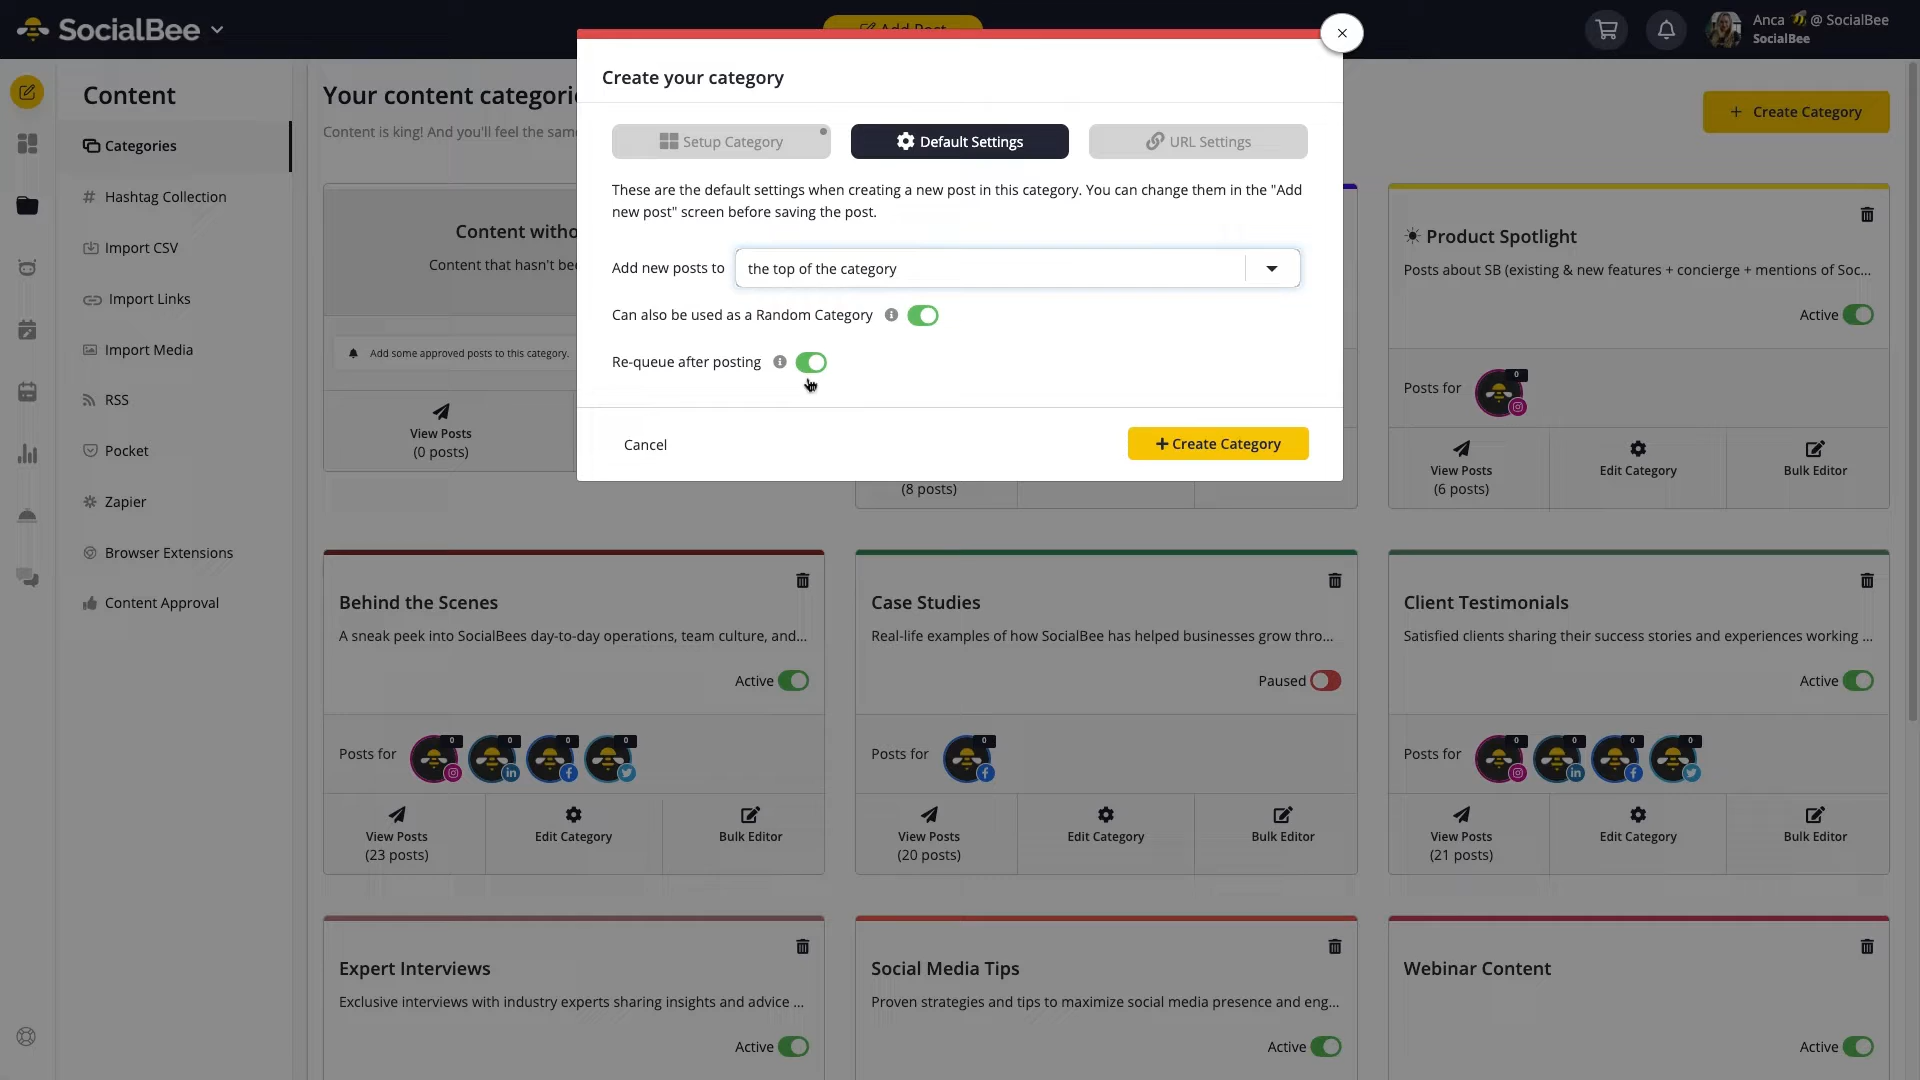 SocialBee
Add Post
Anca @ SocialBee
SocialBee
Content
Categories
Hashtag Collection
Import CSV
Import Links
Import Media
RSS
Pocket
Zapier
Browser Extensions
Content Approval
Your content categori
Content is king! And you'll feel the sam
+ Create Category
Create your category
Setup Category
Default Settings
URL Settings
These are the default settings when creating a new post in this category. You can change them in the "Add
new post" screen before saving the post.
Add new posts to
the top of the category
Can also be used as a Random Category
Re-queue after posting
Cancel
+ Create Category
Content witho
Content that hasn't be
Add some approved posts to this category.
View Posts
(0 posts)
(8 posts)
Product Spotlight
Posts about SB (existing & new features + concierge + mentions of Soc...
Active
Posts for
0
View Posts
(6 posts)
Edit Category
Bulk Editor
Behind the Scenes
A sneak peek into SocialBees day-to-day operations, team culture, and...
Active
Posts for
0
0
0
0
View Posts
(23 posts)
Edit Category
Bulk Editor
Case Studies
Real-life examples of how SocialBee has helped businesses grow thro...
Paused
Posts for
0
View Posts
(20 posts)
Edit Category
Bulk Editor
Client Testimonials
Satisfied clients sharing their success stories and experiences working ...
Active
Posts for
0
0
0
0
View Posts
(21 posts)
Edit Category
Bulk Editor
Expert Interviews
Exclusive interviews with industry experts sharing insights and advice ...
Active
Social Media Tips
Proven strategies and tips to maximize social media presence and eng...
Active
Webinar Content
Active